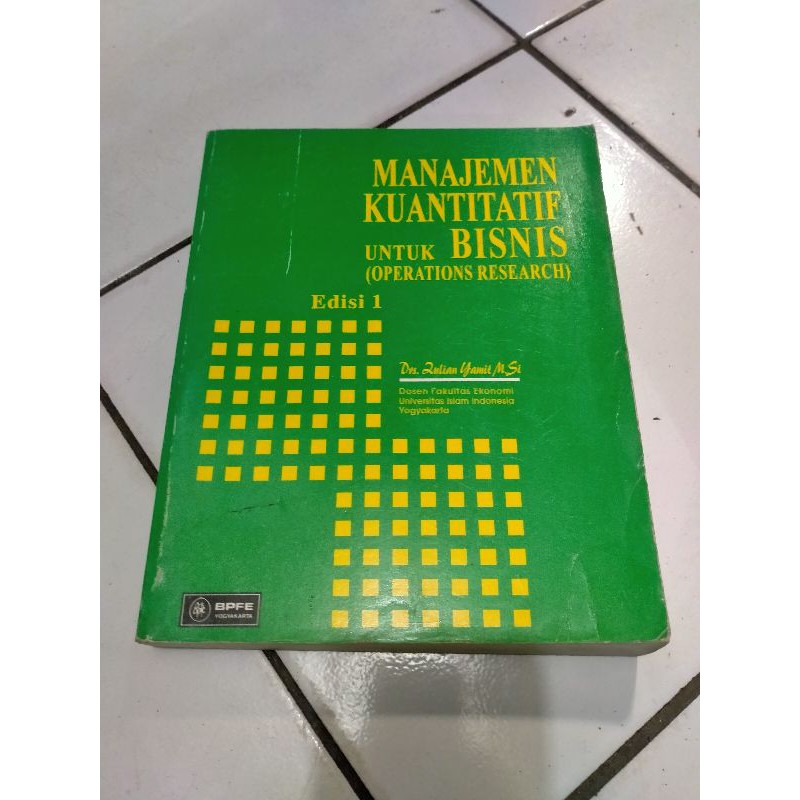 MANAJEMEN
KUANTITATIF
UNTUK BISNIS
(OPERATIONS RESEARCH)
Edisi 1
Drs. Zulian Yamit M.Si
Dosen Fakultas Ekonomi
Universitas Islam Indonesia
Yogyakarta
BPFE
YOGYAKARTA